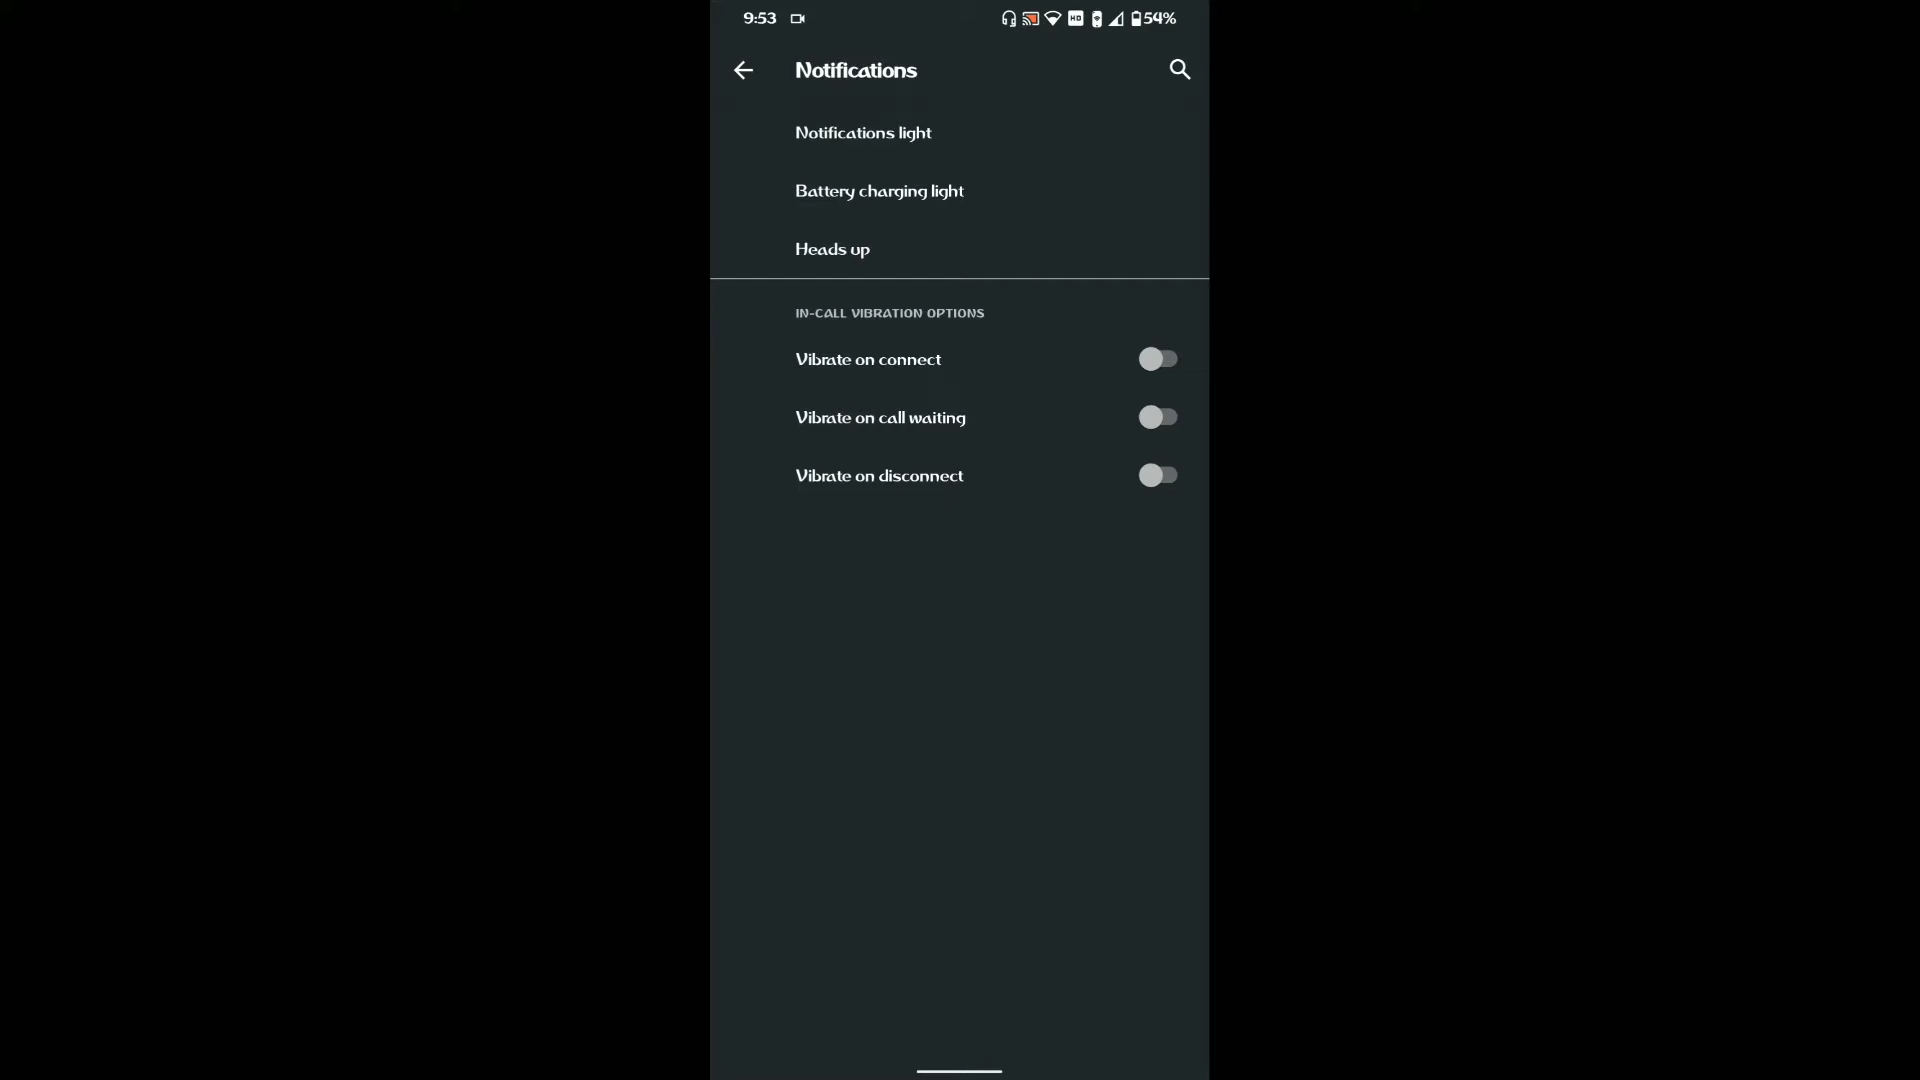 9:53 HD 54%
Notifications
Notifications light
Battery charging light
Heads up
IN-CALL VIBRATION OPTIONS
Vibrate on connect
Vibrate on call waiting
Vibrate on disconnect